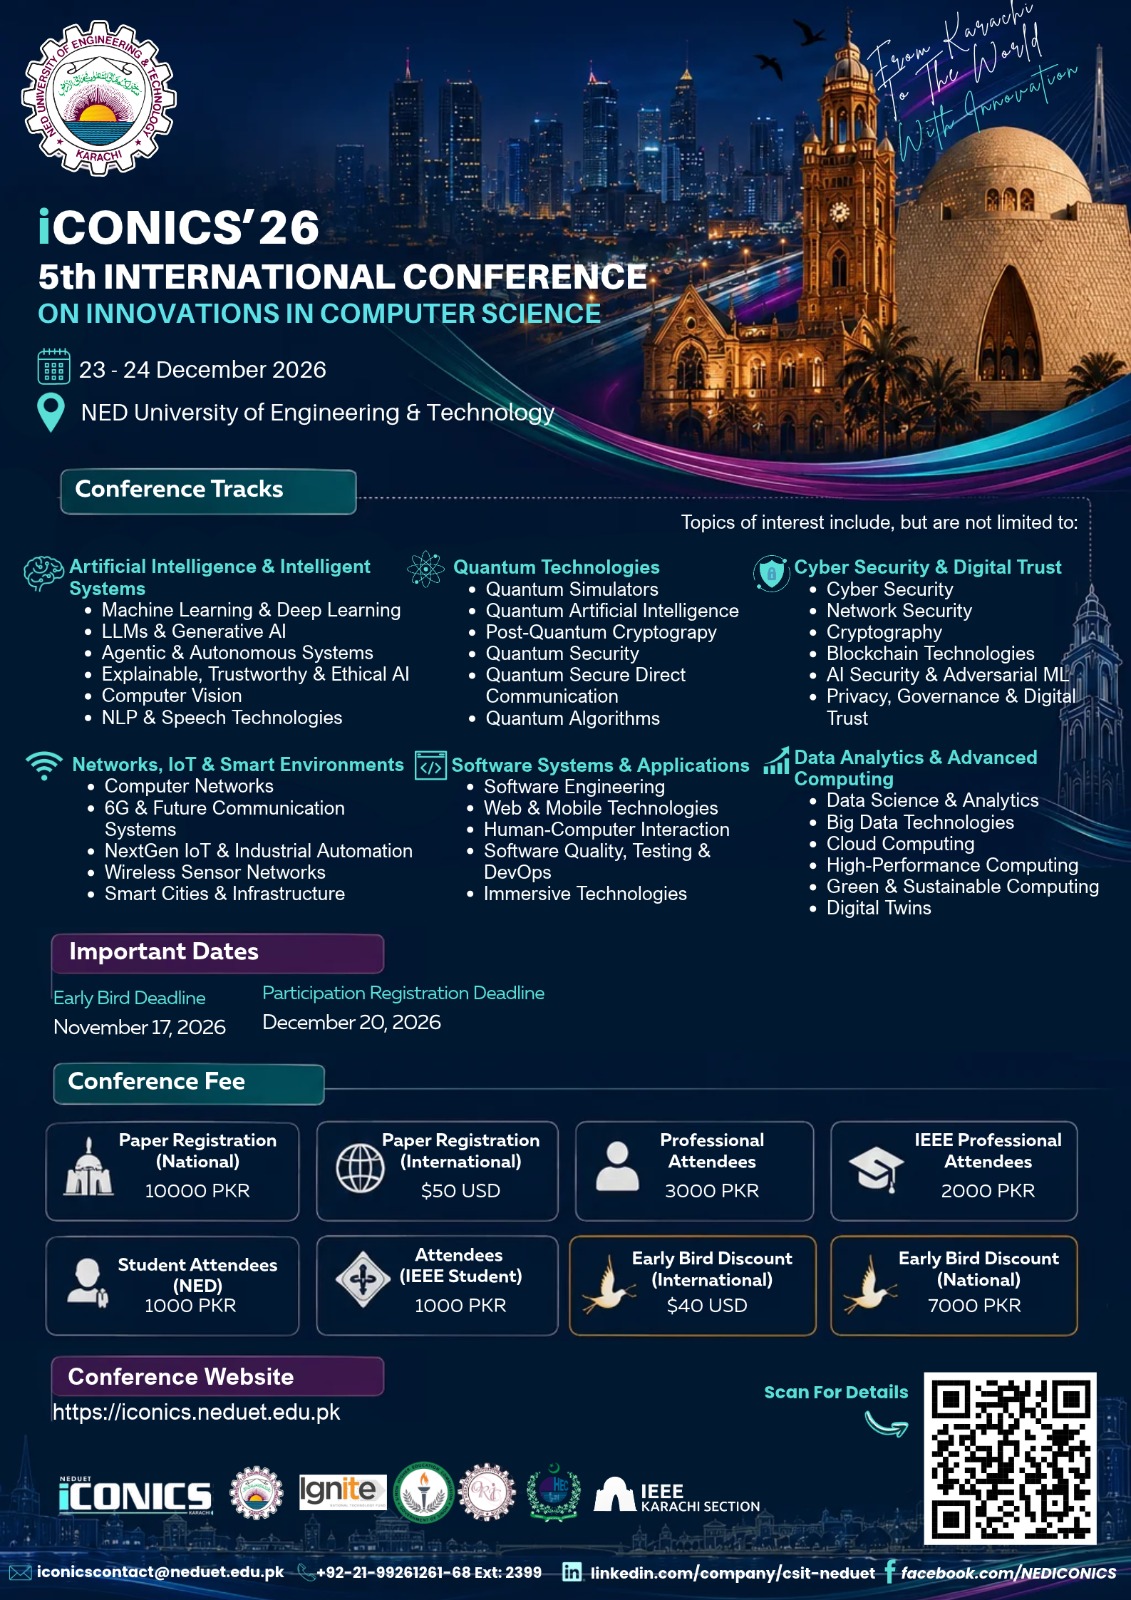 NED UNIVERSITY OF ENGINEERING & TECHNOLOGY
KARACHI
From Karachi
To The World
With Innovation
iCONICS'26
5th INTERNATIONAL CONFERENCE
ON INNOVATIONS IN COMPUTER SCIENCE
23 - 24 December 2026
NED University of Engineering & Technology
Conference Tracks
Topics of interest include, but are not limited to:
Artificial Intelligence & Intelligent
Systems
• Machine Learning & Deep Learning
• LLMs & Generative AI
• Agentic & Autonomous Systems
• Explainable, Trustworthy & Ethical AI
• Computer Vision
• NLP & Speech Technologies
Quantum Technologies
• Quantum Simulators
• Quantum Artificial Intelligence
• Post-Quantum Cryptograpy
• Quantum Security
• Quantum Secure Direct
Communication
• Quantum Algorithms
Cyber Security & Digital Trust
• Cyber Security
• Network Security
• Cryptography
• Blockchain Technologies
• AI Security & Adversarial ML
• Privacy, Governance & Digital
Trust
Networks, IoT & Smart Environments
• Computer Networks
• 6G & Future Communication
Systems
• NextGen IoT & Industrial Automation
• Wireless Sensor Networks
• Smart Cities & Infrastructure
Software Systems & Applications
• Software Engineering
• Web & Mobile Technologies
• Human-Computer Interaction
• Software Quality, Testing &
DevOps
• Immersive Technologies
Data Analytics & Advanced
Computing
• Data Science & Analytics
• Big Data Technologies
• Cloud Computing
• High-Performance Computing
• Green & Sustainable Computing
• Digital Twins
Important Dates
Early Bird Deadline
November 17, 2026
Participation Registration Deadline
December 20, 2026
Conference Fee
Paper Registration
(National)
10000 PKR
Paper Registration
(International)
$50 USD
Professional
Attendees
3000 PKR
IEEE Professional
Attendees
2000 PKR
Student Attendees
(NED)
1000 PKR
Attendees
(IEEE Student)
1000 PKR
Early Bird Discount
(International)
$40 USD
Early Bird Discount
(National)
7000 PKR
Conference Website
https://iconics.neduet.edu.pk
Scan For Details
NEDUET
iCONICS
KARACHI
Ignite
HEC
IEEE
KARACHI SECTION
iconicscontact@neduet.edu.pk
+92-21-99261261-68 Ext: 2399
linkedin.com/company/csit-neduet
facebook.com/NEDICONICS